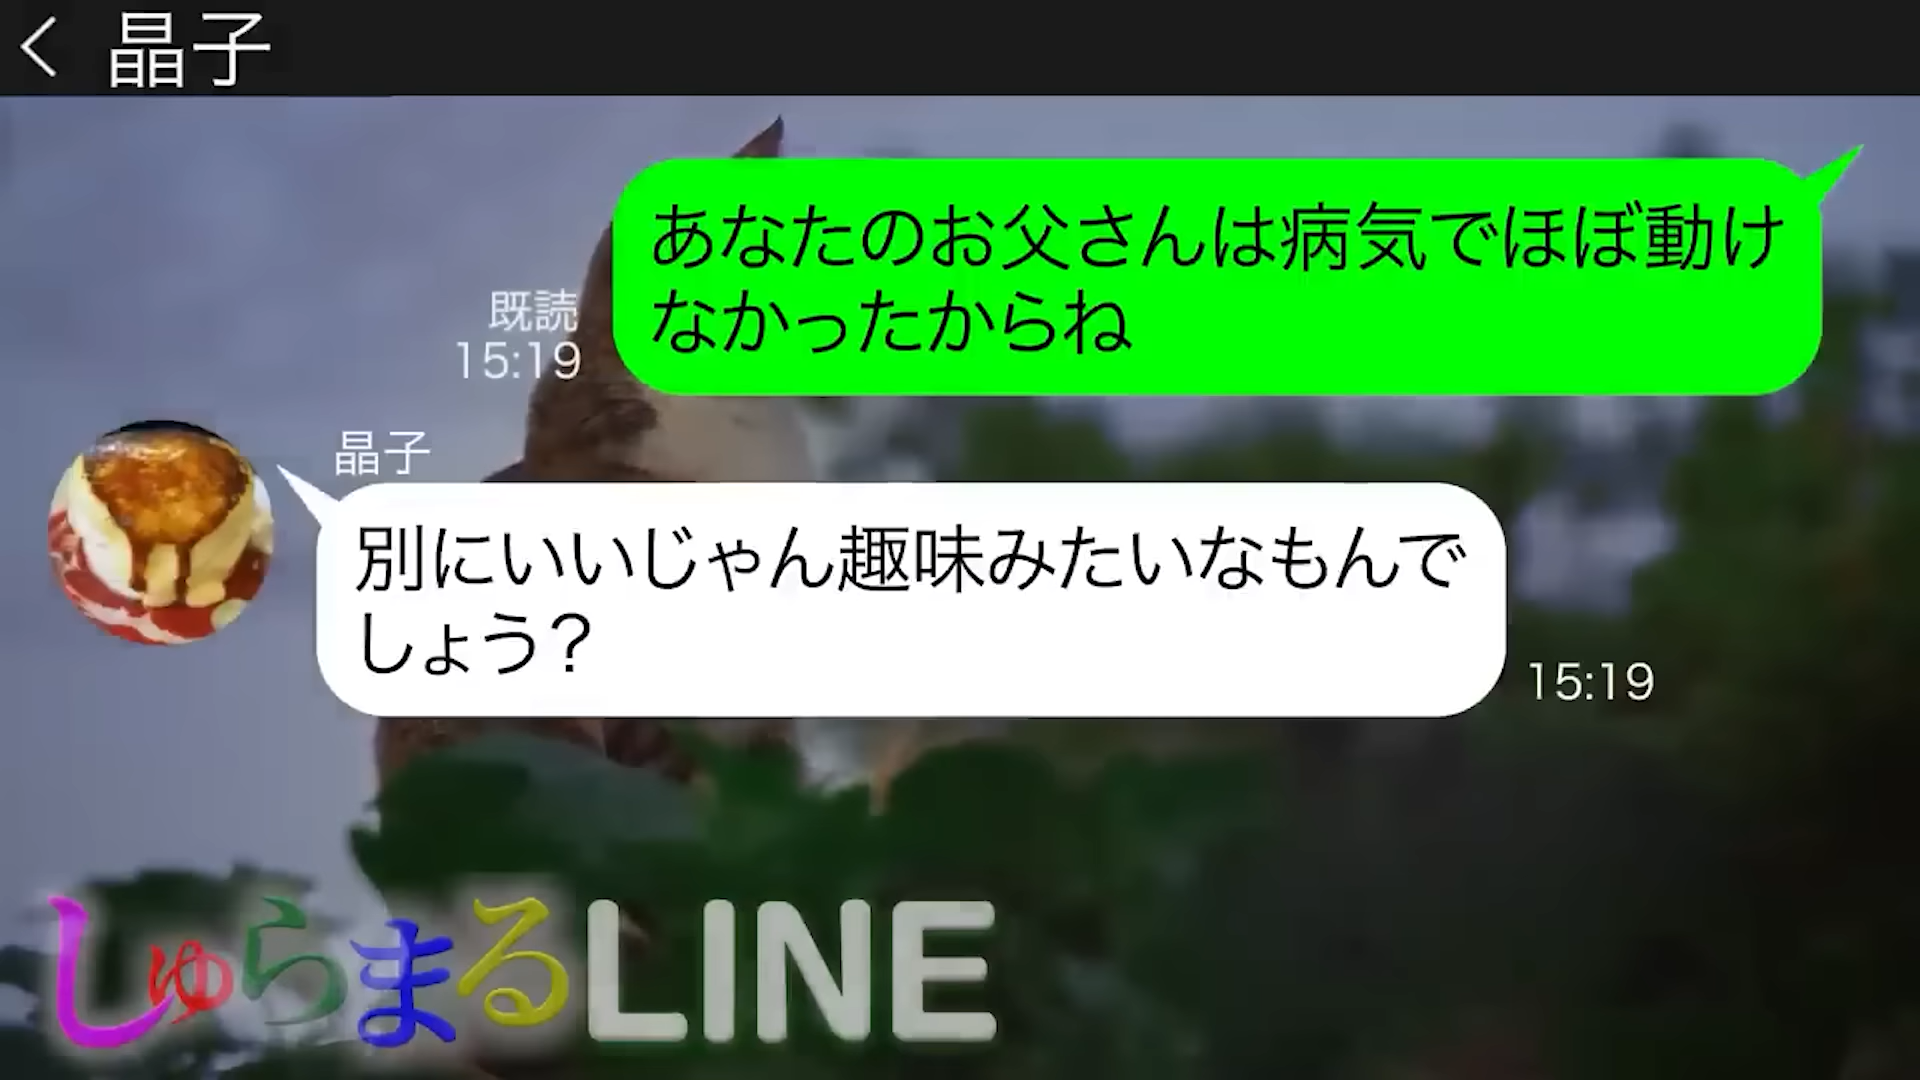 晶子
あなたのお父さんは病気でほぼ動け
なかったからね
既読
15:19
晶子
別にいいじゃん趣味みたいなもんで
しょう？
15:19
しゅらまるLINE